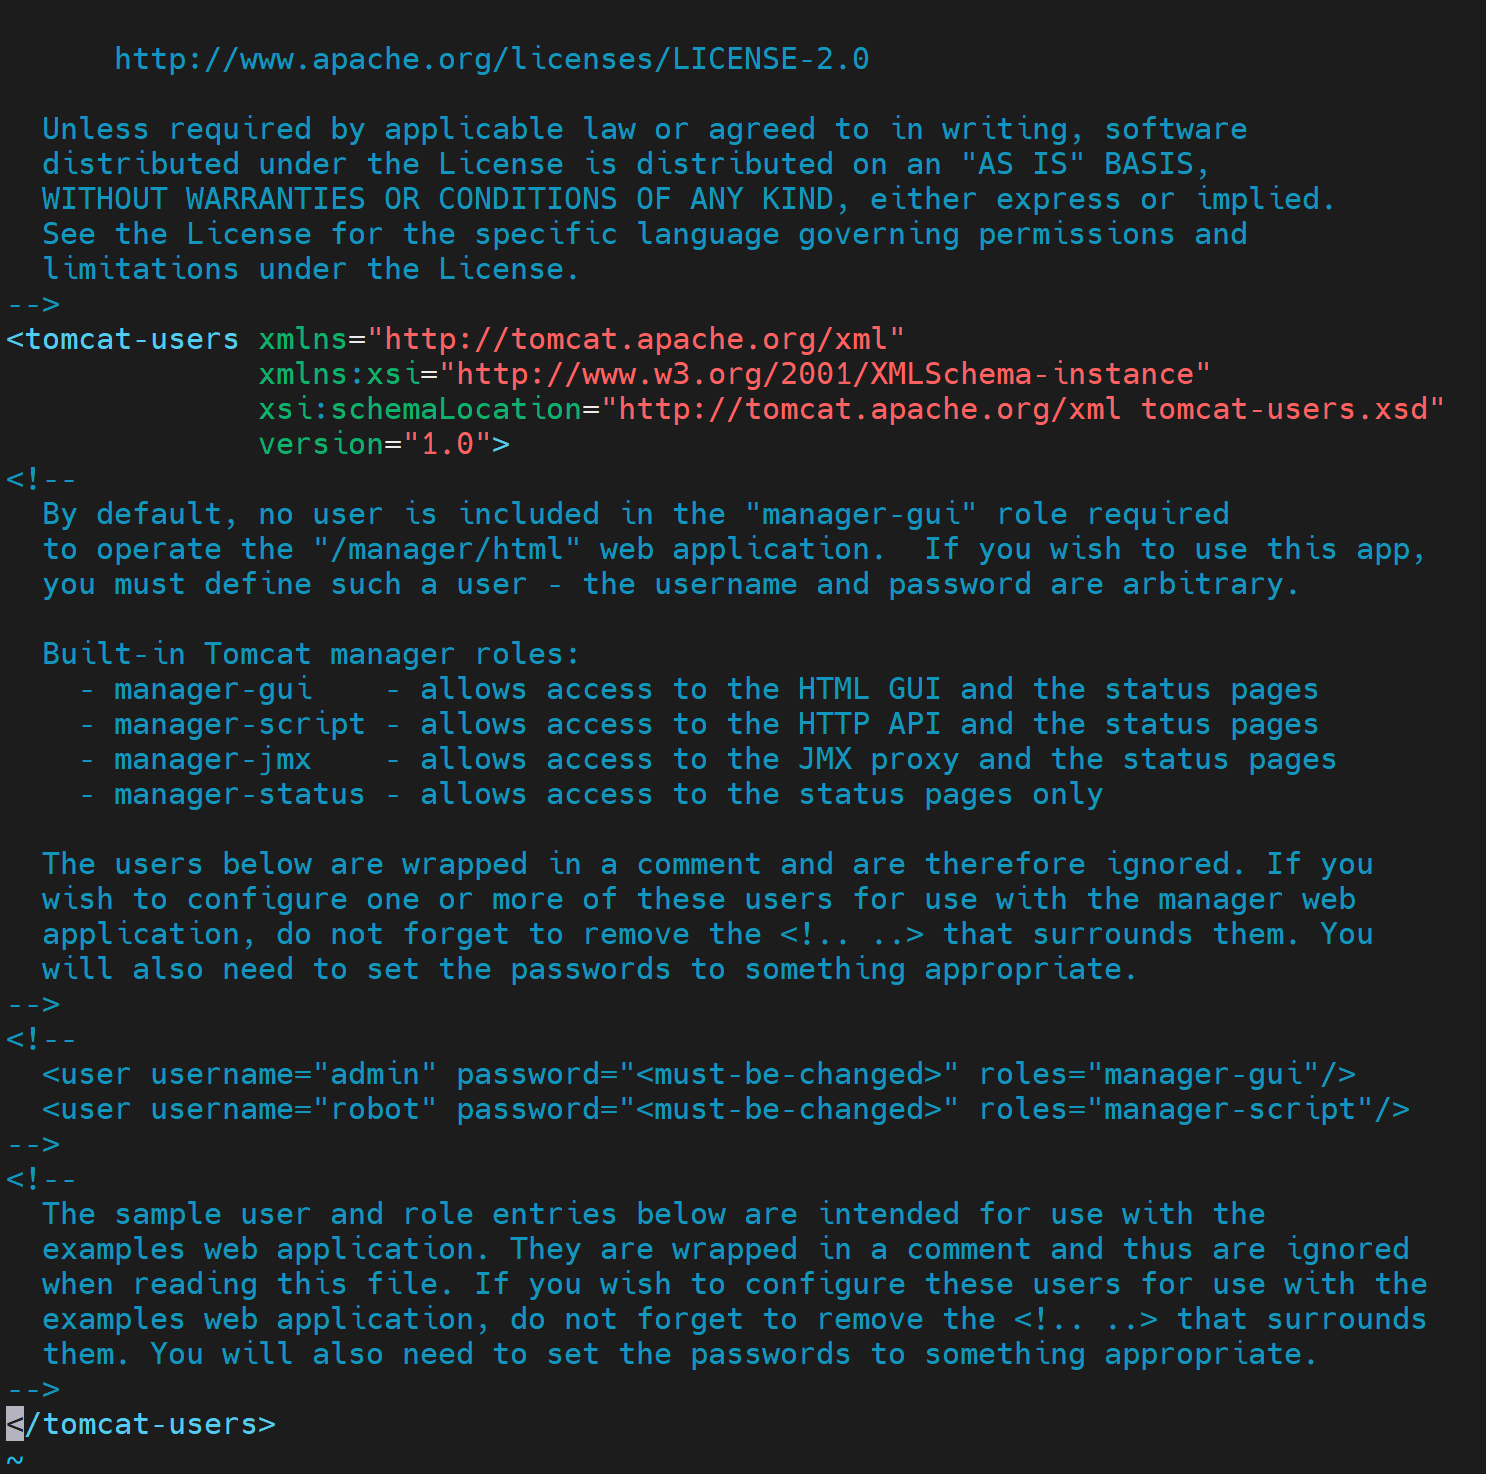 http://www.apache.org/licenses/LICENSE-2.0
Unless required by applicable law or agreed to in writing, software
distributed under the License is distributed on an "AS IS" BASIS,
WITHOUT WARRANTIES OR CONDITIONS OF ANY KIND, either express or implied.
See the License for the specific language governing permissions and
limitations under the License.
-->
<tomcat-users xmlns="http://tomcat.apache.org/xml"
xmlns:xsi="http://www.w3.org/2001/XMLSchema-instance"
xsi:schemaLocation="http://tomcat.apache.org/xml tomcat-users.xsd"
version="1.0">
<!--
By default, no user is included in the "manager-gui" role required
to operate the "/manager/html" web application.  If you wish to use this app,
you must define such a user - the username and password are arbitrary.
Built-in Tomcat manager roles:
- manager-gui    - allows access to the HTML GUI and the status pages
- manager-script - allows access to the HTTP API and the status pages
- manager-jmx    - allows access to the JMX proxy and the status pages
- manager-status - allows access to the status pages only
The users below are wrapped in a comment and are therefore ignored. If you
wish to configure one or more of these users for use with the manager web
application, do not forget to remove the <!.. ..> that surrounds them. You
will also need to set the passwords to something appropriate.
-->
<!--
<user username="admin" password="<must-be-changed>" roles="manager-gui"/>
<user username="robot" password="<must-be-changed>" roles="manager-script"/>
-->
<!--
The sample user and role entries below are intended for use with the
examples web application. They are wrapped in a comment and thus are ignored
when reading this file. If you wish to configure these users for use with the
examples web application, do not forget to remove the <!.. ..> that surrounds
them. You will also need to set the passwords to something appropriate.
-->
</tomcat-users>
~